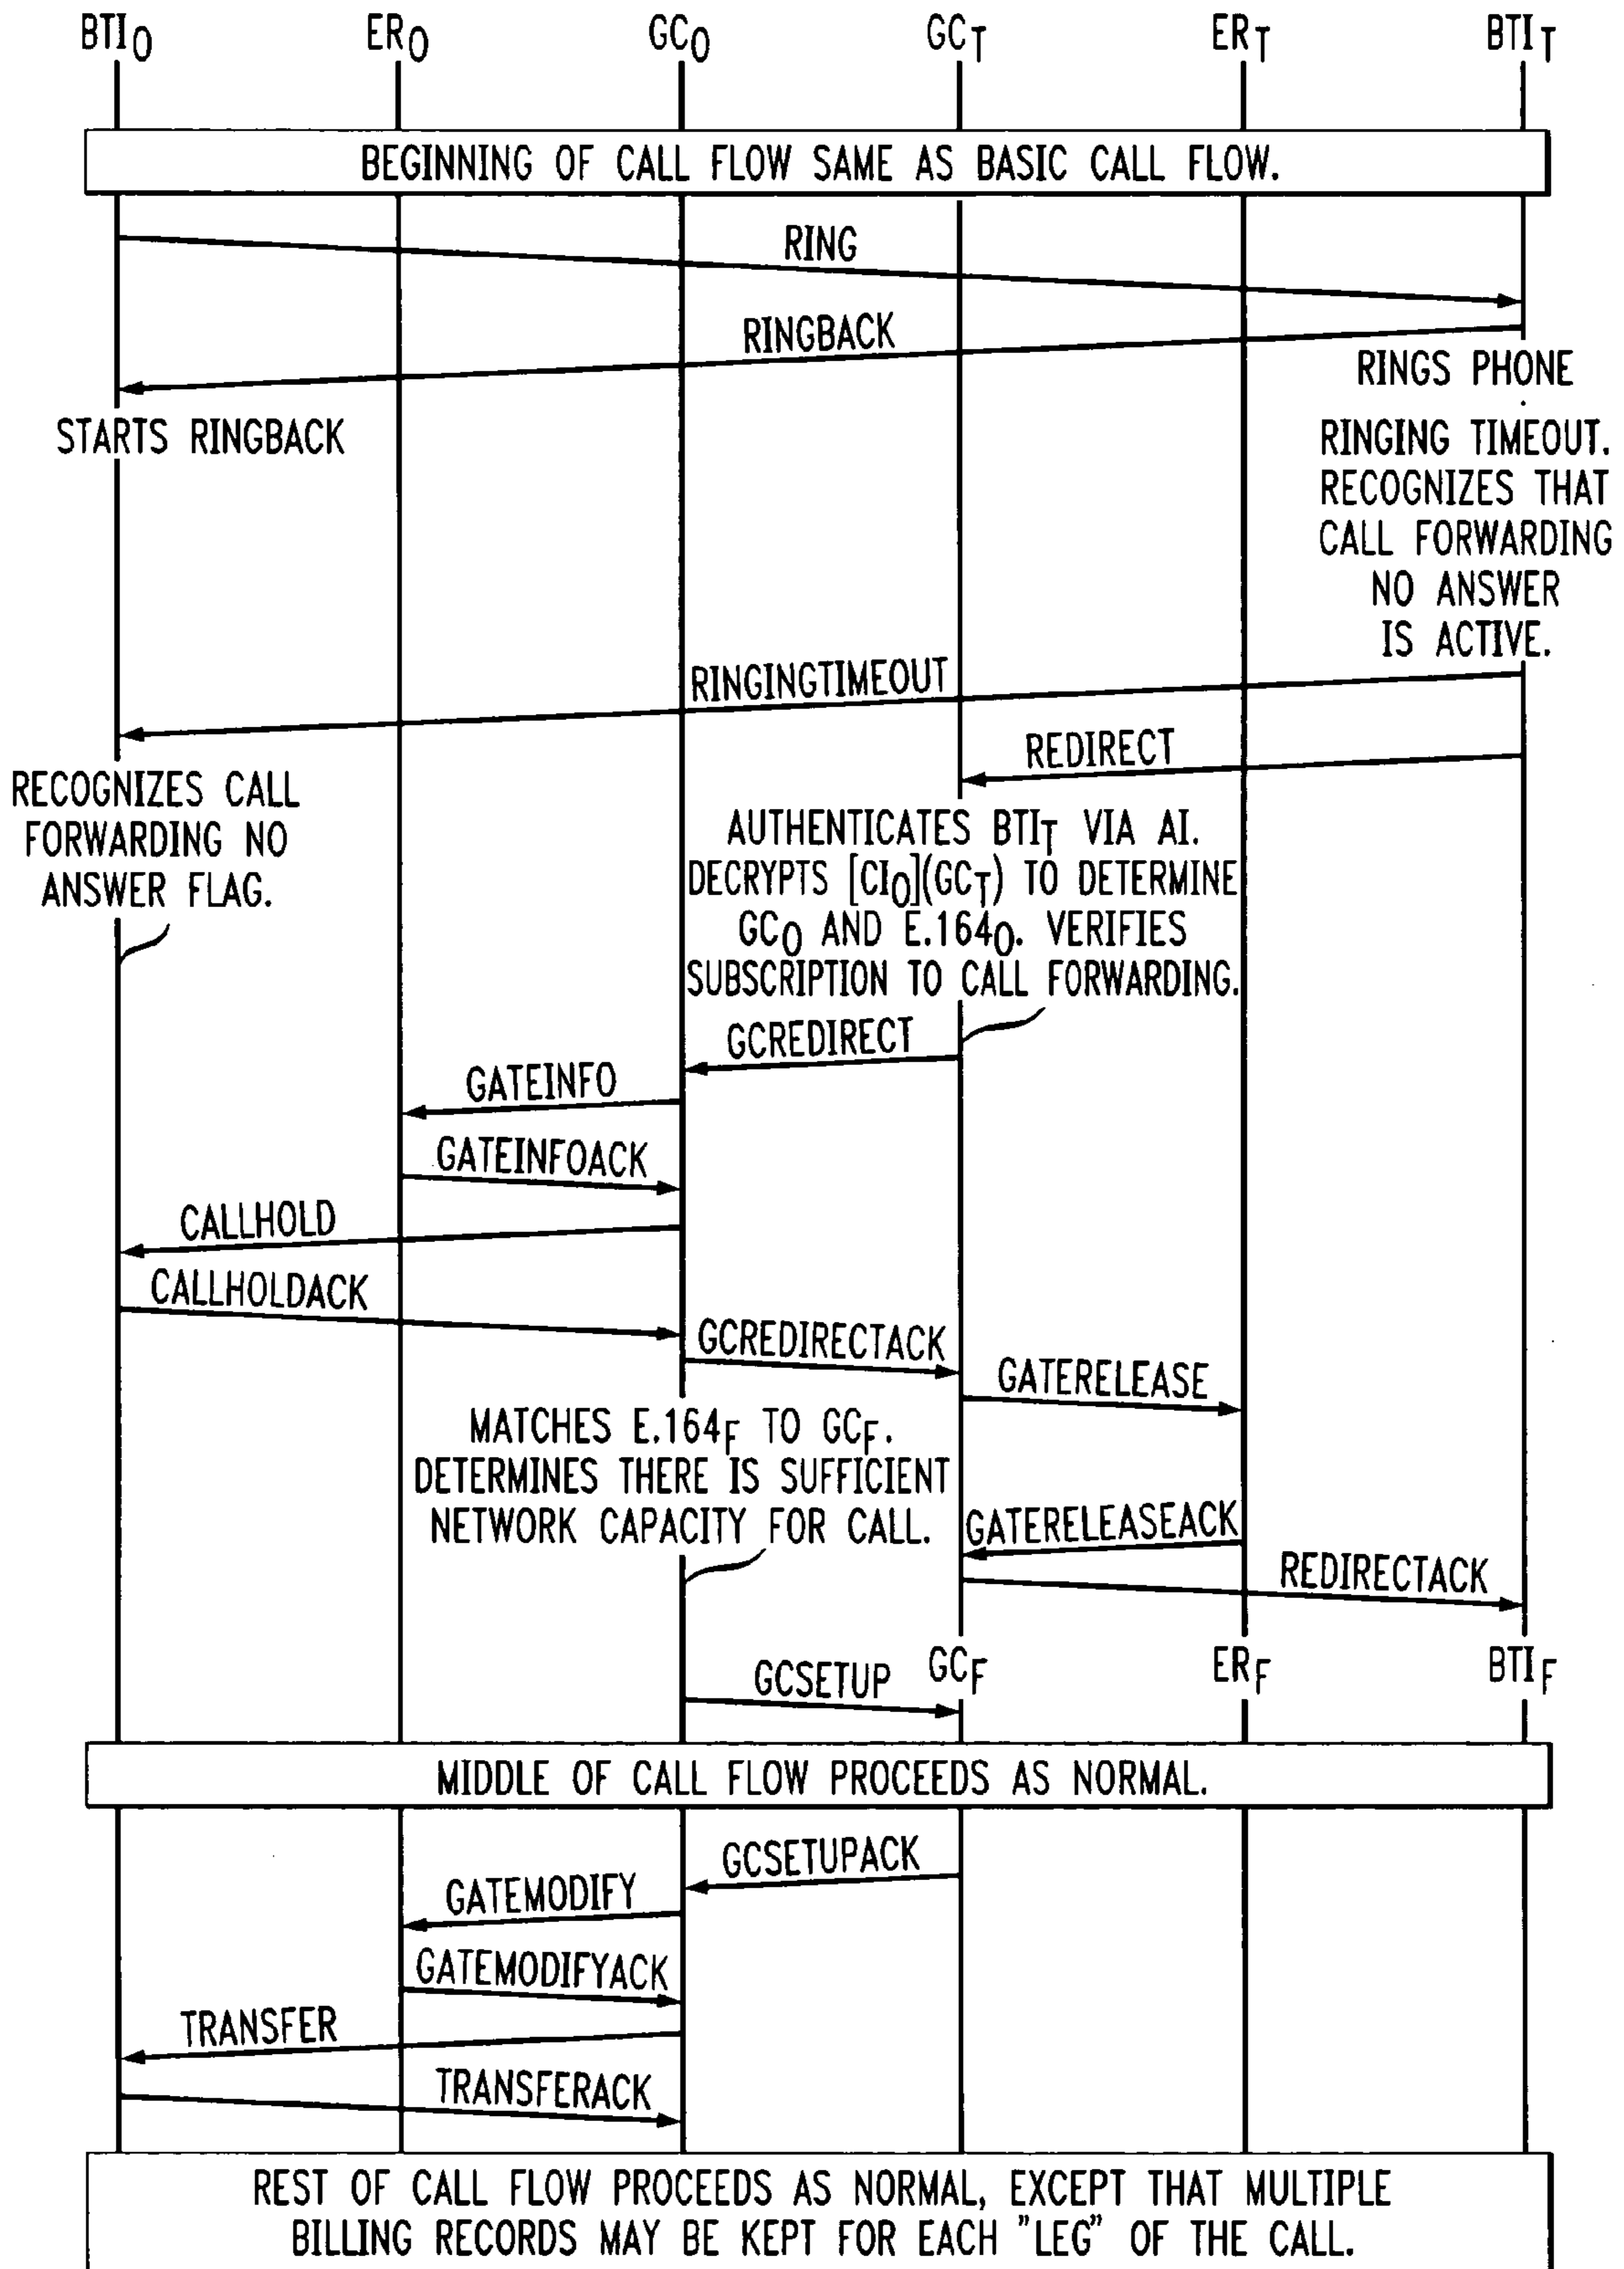 BTIO ERO GCO GCT ERT BTIT
BEGINNING OF CALL FLOW SAME AS BASIC CALL FLOW.
RING
RINGBACK
RINGS PHONE
STARTS RINGBACK
RINGING TIMEOUT.
RECOGNIZES THAT
CALL FORWARDING
NO ANSWER
IS ACTIVE.
RINGINGTIMEOUT
REDIRECT
RECOGNIZES CALL
FORWARDING NO
ANSWER FLAG.
AUTHENTICATES BTIT VIA AI.
DECRYPTS [CIO](GCT) TO DETERMINE
GCO AND E.164O. VERIFIES
SUBSCRIPTION TO CALL FORWARDING.
GCREDIRECT
GATEINFO
GATEINFOACK
CALLHOLD
CALLHOLDACK
GCREDIRECTACK
GATERELEASE
MATCHES E.164F TO GCF.
DETERMINES THERE IS SUFFICIENT
NETWORK CAPACITY FOR CALL.
GATERELEASEACK
REDIRECTACK
GCSETUP GCF ERF BTIF
MIDDLE OF CALL FLOW PROCEEDS AS NORMAL.
GCSETUPACK
GATEMODIFY
GATEMODIFYACK
TRANSFER
TRANSFERACK
REST OF CALL FLOW PROCEEDS AS NORMAL, EXCEPT THAT MULTIPLE
BILLING RECORDS MAY BE KEPT FOR EACH "LEG" OF THE CALL.